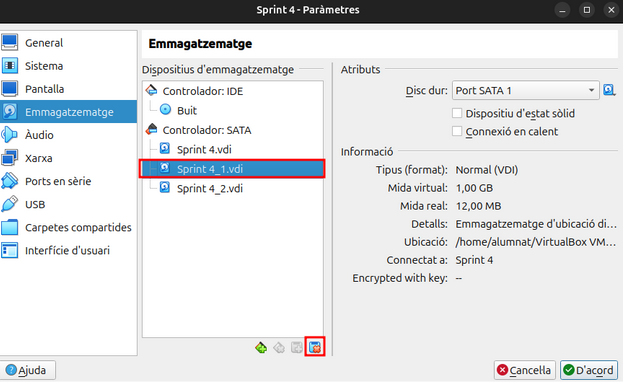 Sprint 4 - Paràmetres
General
Sistema
Pantalla
Emmagatzematge
Àudio
Xarxa
Ports en sèrie
USB
Carpetes compartides
Interfície d'usuari
Emmagatzematge
Dispositius d'emmagatzematge
Controlador: IDE
Buit
Controlador: SATA
Sprint 4.vdi
Sprint 4_1.vdi
Sprint 4_2.vdi
Atributs
Disc dur: Port SATA 1
Dispositiu d'estat sòlid
Connexió en calent
Informació
Tipus (format): Normal (VDI)
Mida virtual: 1,00 GB
Mida real: 12,00 MB
Detalls: Emmagatzematge d'ubicació di...
Ubicació: /home/alumnat/VirtualBox VM...
Connectat a: Sprint 4
Encrypted with key: --
Ajuda
Cancel·la
D'acord